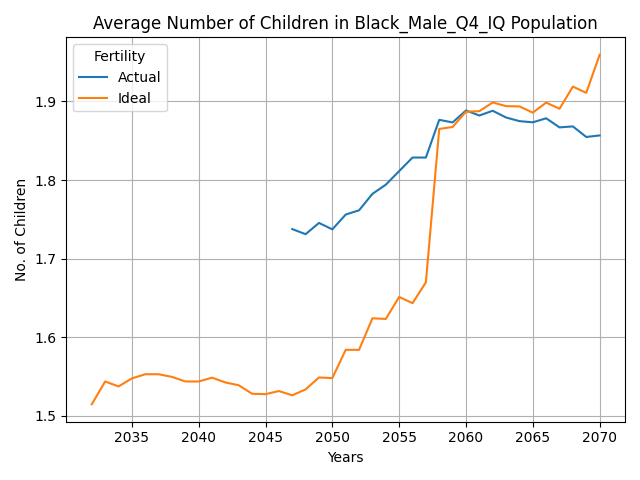 Average Number of Children in Black_Male_Q4_IQ Population
Fertility
Actual
Ideal
No. of Children
1.9
1.8
1.7
1.6
1.5
2035 2040 2045 2050 2055 2060 2065 2070
Years